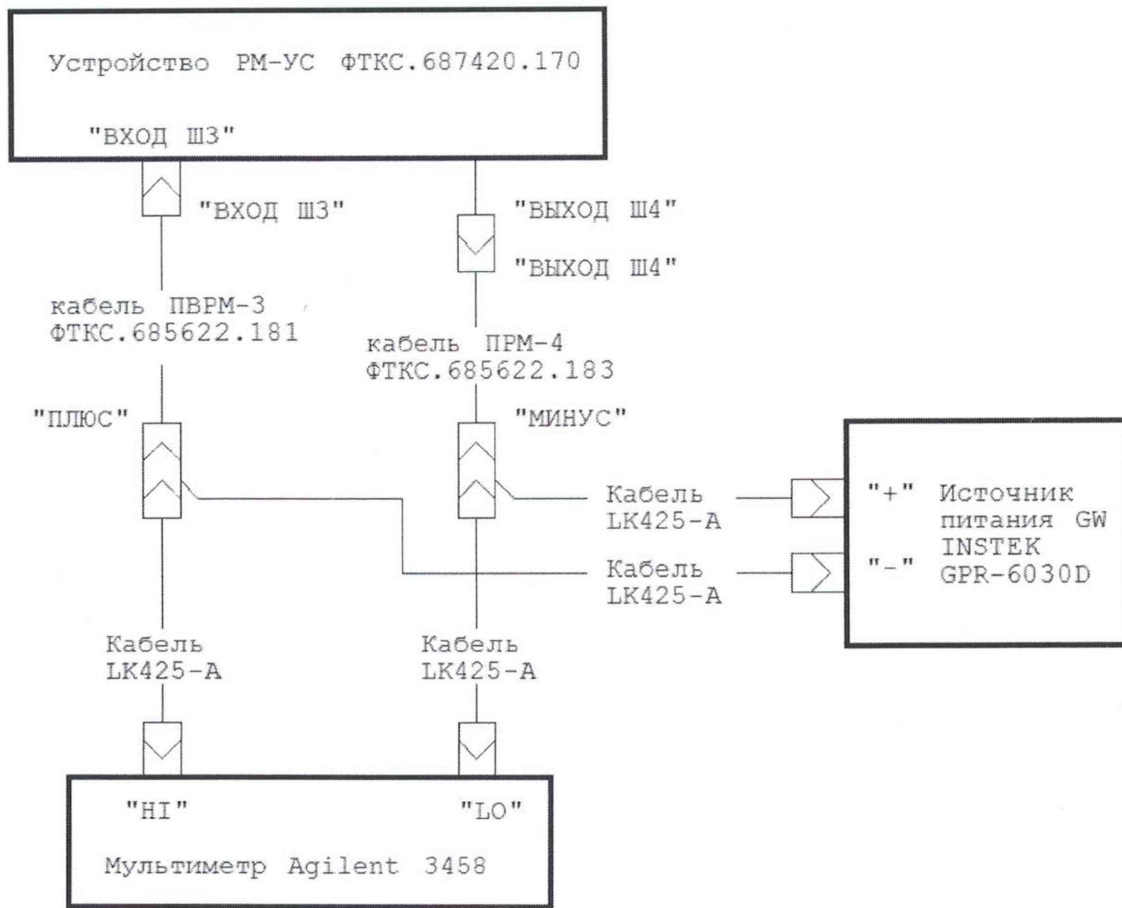 Устройство РМ-УС ФТКС.687420.170
"ВХОД Ш3"
"ВХОД Ш3"
"ВЫХОД Ш4"
"ВЫХОД Ш4"
кабель ПВРМ-3
ФТКС.685622.181
кабель ПРМ-4
ФТКС.685622.183
"ПЛЮС"
"МИНУС"
Кабель
LK425-A
"+" Источник
питания GW
INSTEK
"-" GPR-6030D
Кабель
LK425-A
Кабель
LK425-A
Кабель
LK425-A
"HI"
"LO"
Мультиметр Agilent 3458